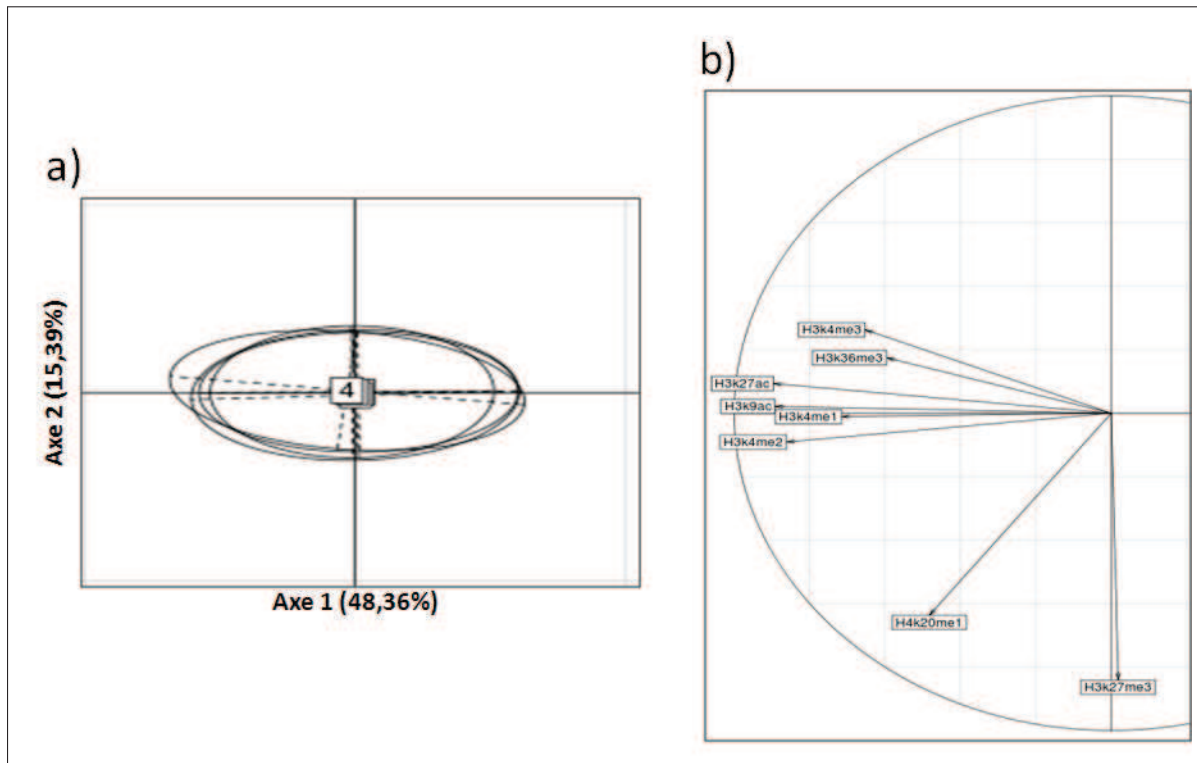 a)
4
Axe 2 (15,39%)
Axe 1 (48,36%)
b)
H3k4me3
H3k36me3
H3k27ac
H3k9ac
H3k4me1
H3k4me2
H4k20me1
H3k27me3